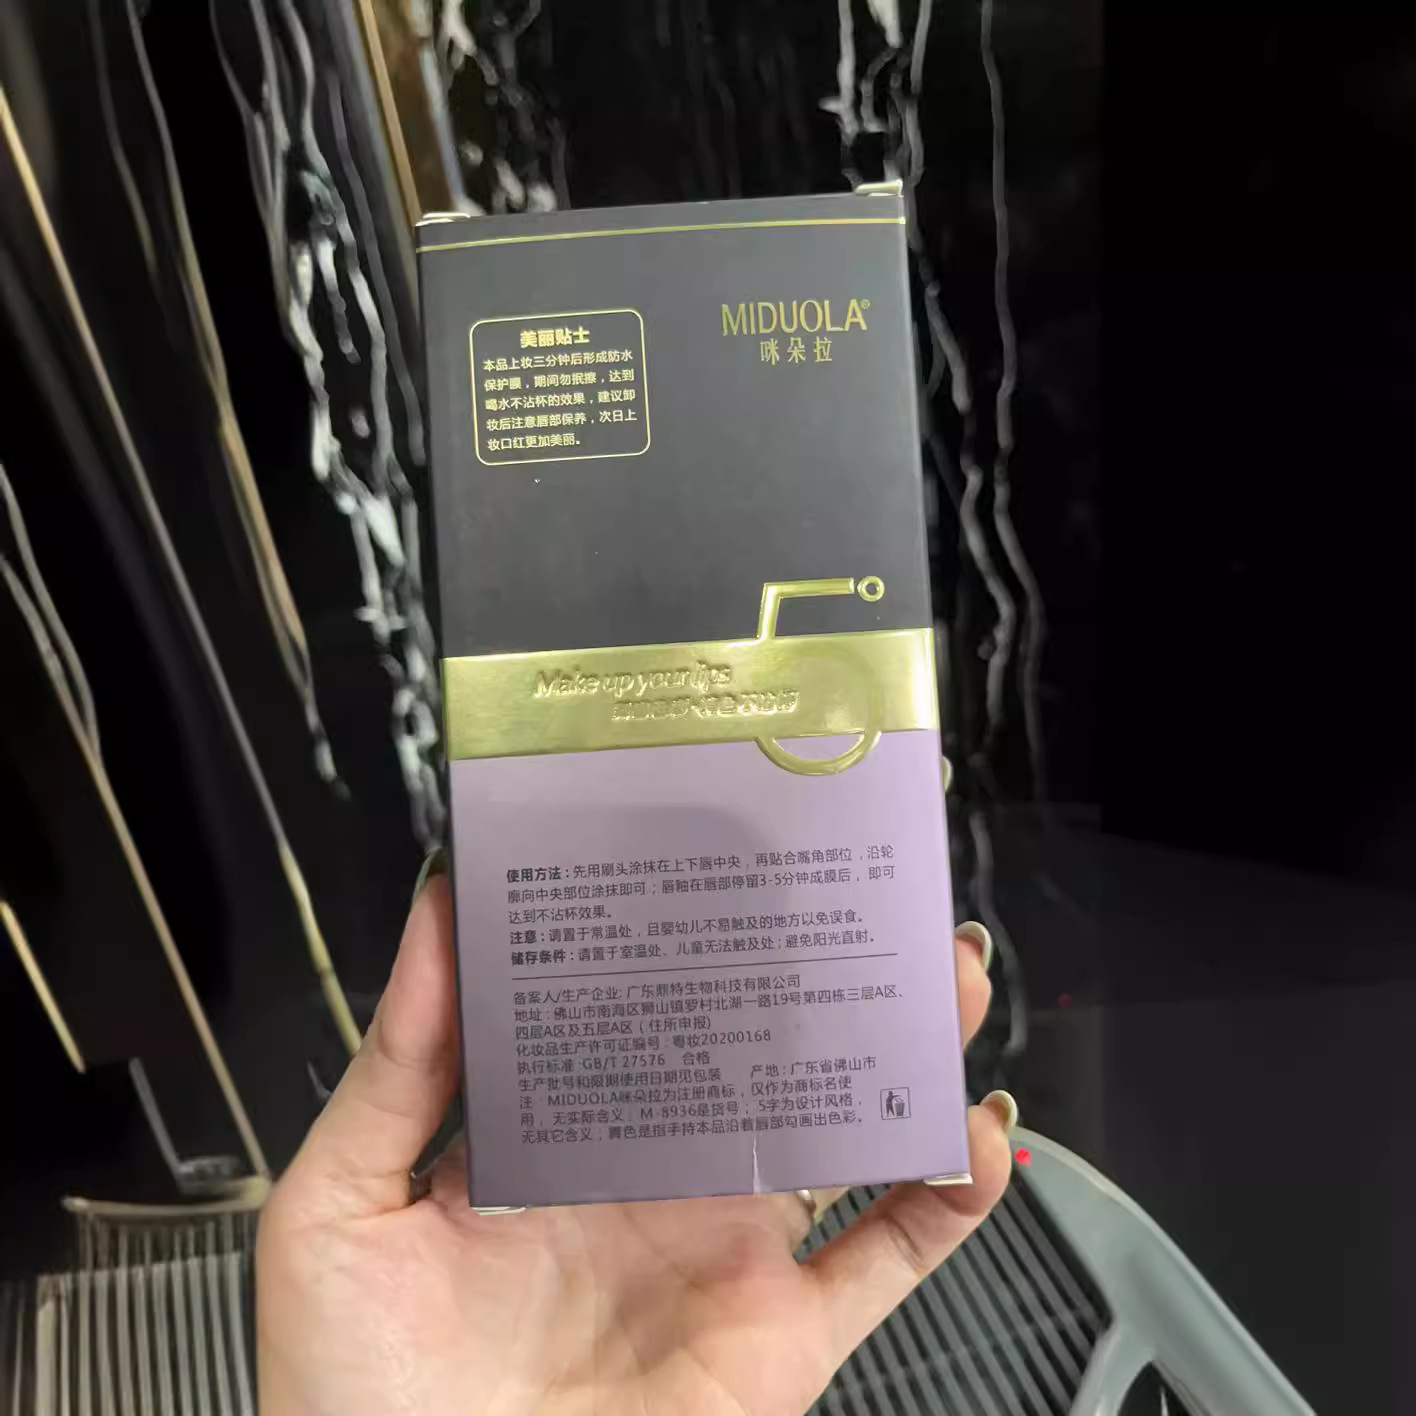 MIDUOLA®
咪朵拉
美丽贴士
本品上妆三分钟后形成防水
保护膜，期间勿抿擦，达到
喝水不沾杯的效果，建议卸
妆后注意唇部保养，次日上
妆口红更加美丽。
5°
Make up your lips
使用方法：先用刷头涂抹在上下唇中央，再贴合嘴角部位，沿轮
廓向中央部位涂抹即可；唇釉在唇部停留3-5分钟成膜后，即可
达到不沾杯效果。
注意：请置于常温处，且婴幼儿不易触及的地方以免误食。
储存条件：请置于室温处、儿童无法触及处；避免阳光直射。
备案人/生产企业: 广东鼎特生物科技有限公司
地址：佛山市南海区狮山镇罗村北湖一路19号第四栋三层A区、
四层A区及五层A区（住所申报)
化妆品生产许可证编号：粤妆20200168
执行标准:GB/T 27576 合格
生产批号和限期使用日期见包装 产地：广东省佛山市
注：MIDUOLA咪朵拉为注册商标，仅作为商标名使
用，无实际含义；M-8936是货号；5字为设计风格，
无其它含义；舞色是指手持本品沿着唇部勾画出色彩。